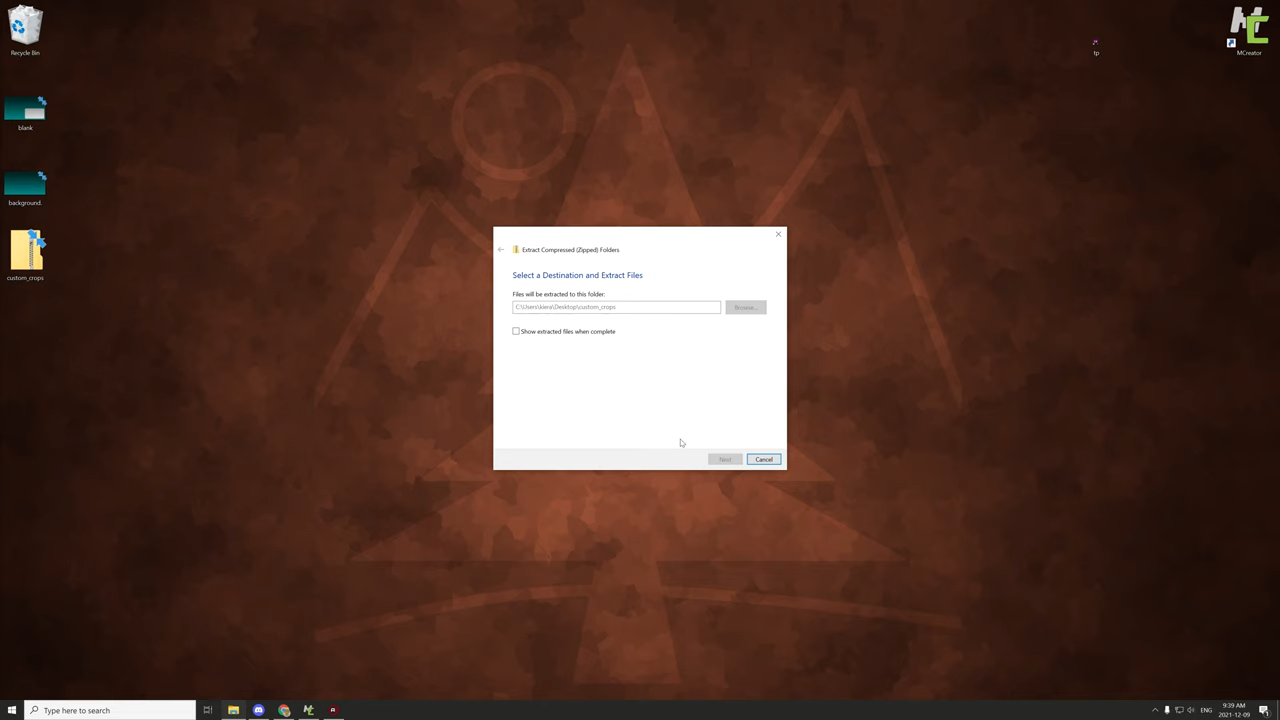 Recycle Bin
tp
MCreator
blank
background.
custom_crops
Extract Compressed (Zipped) Folders
Select a Destination and Extract Files
Files will be extracted to this folder:
C:\Users\kiera\Desktop\custom_crops
Browse...
Show extracted files when complete
Next
Cancel
Type here to search
ENG
9:39 AM
2021-12-09